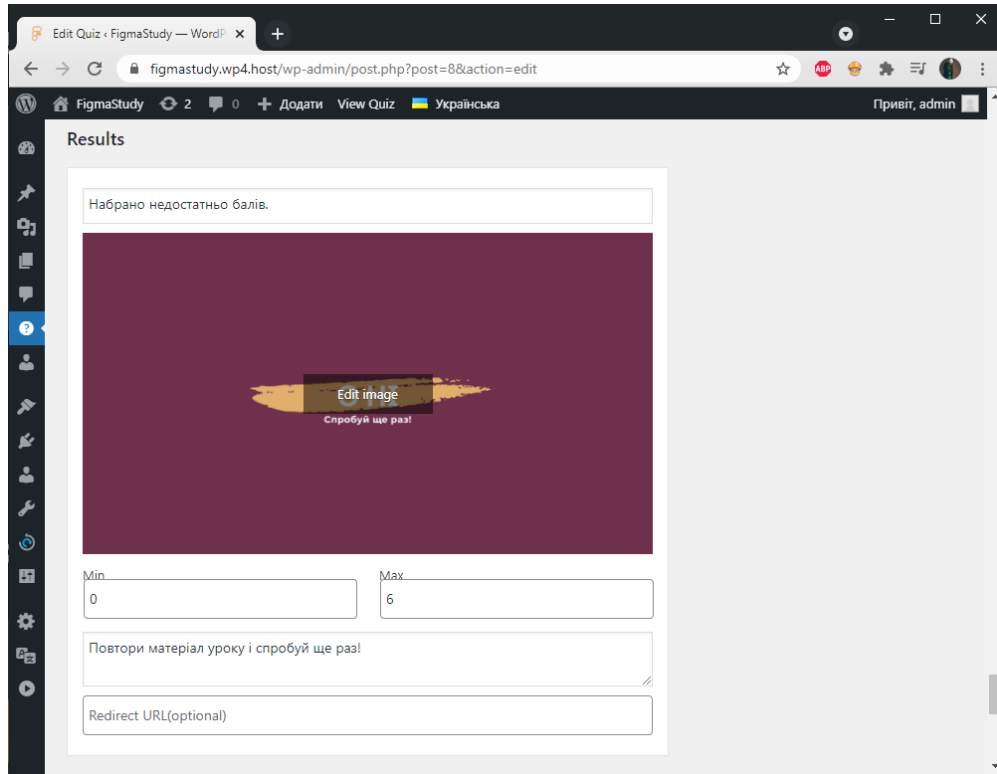 Edit Quiz ‹ FigmaStudy — WordP
figmastudy.wp4.host/wp-admin/post.php?post=8&action=edit
ABP
FigmaStudy 2 0 + Додати View Quiz Українська Привіт, admin
Results
Набрано недостатньо балів.
Edit image
Спробуй ще раз!
Min Max
0 6
Повтори матеріал уроку і спробуй ще раз!
Redirect URL(optional)